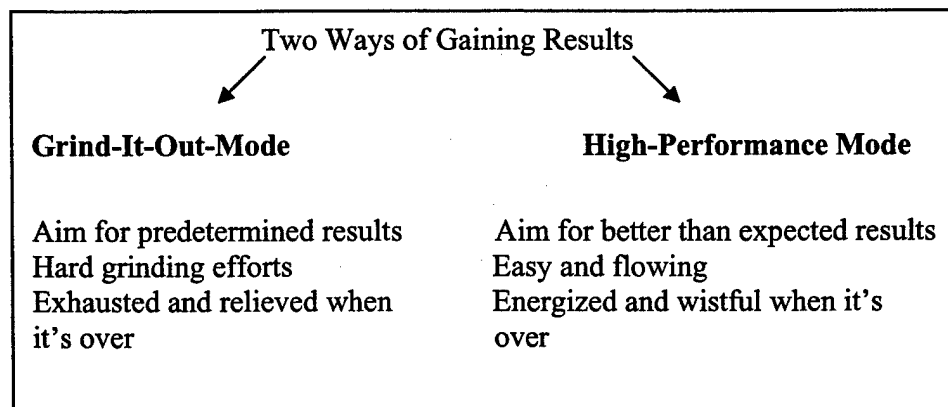 Two Ways of Gaining Results
Grind-It-Out-Mode
Aim for predetermined results
Hard grinding efforts
Exhausted and relieved when
it's over
High-Performance Mode
Aim for better than expected results
Easy and flowing
Energized and wistful when it's
over